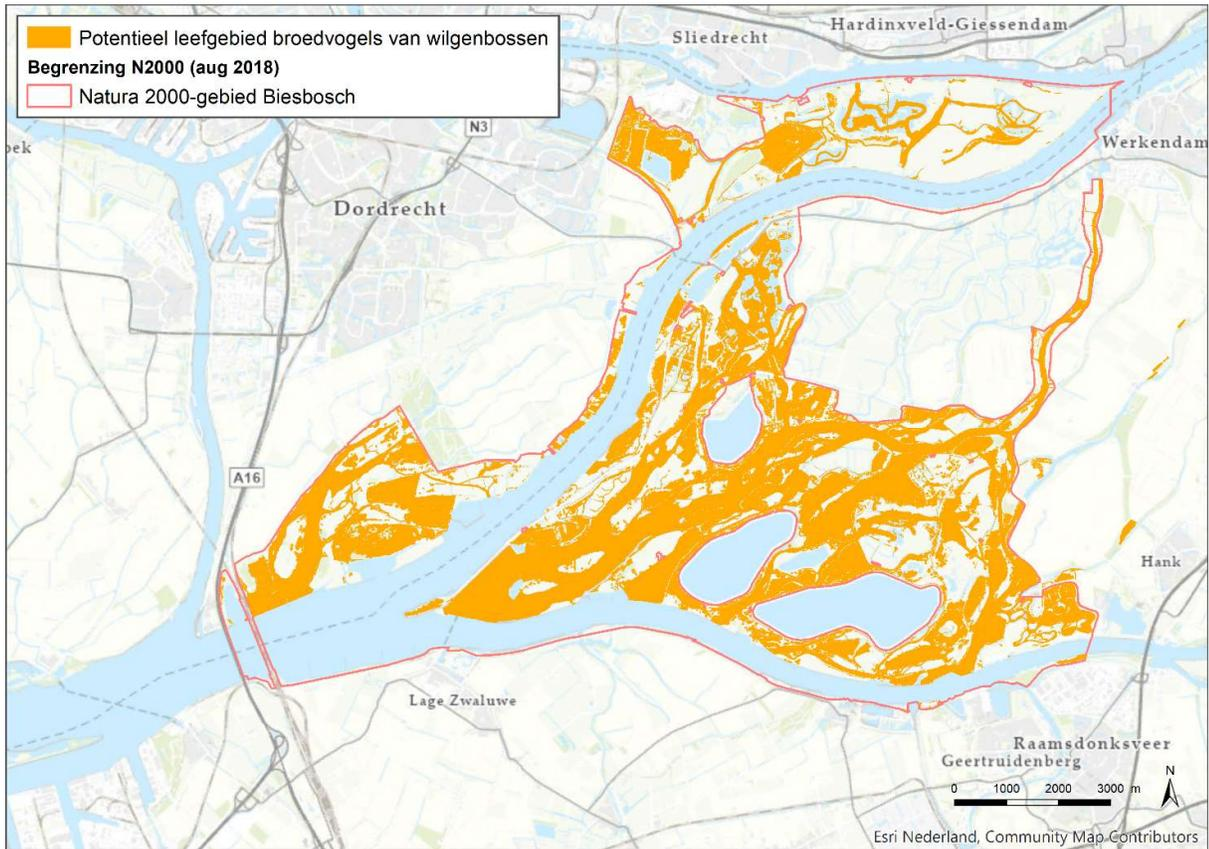 Potentieel leefgebied broedvogels van wilgenbossen
Begrenzing N2000 (aug 2018)
Natura 2000-gebied Biesbosch
Hardinxveld-Giessendam
Sliedrecht
N3
oek
Werkendam
Dordrecht
A16
Hank
Lage Zwaluwe
Raamsdonksveer
Geertruidenberg
N
0 1000 2000 3000 m
Esri Nederland, Community Map Contributors